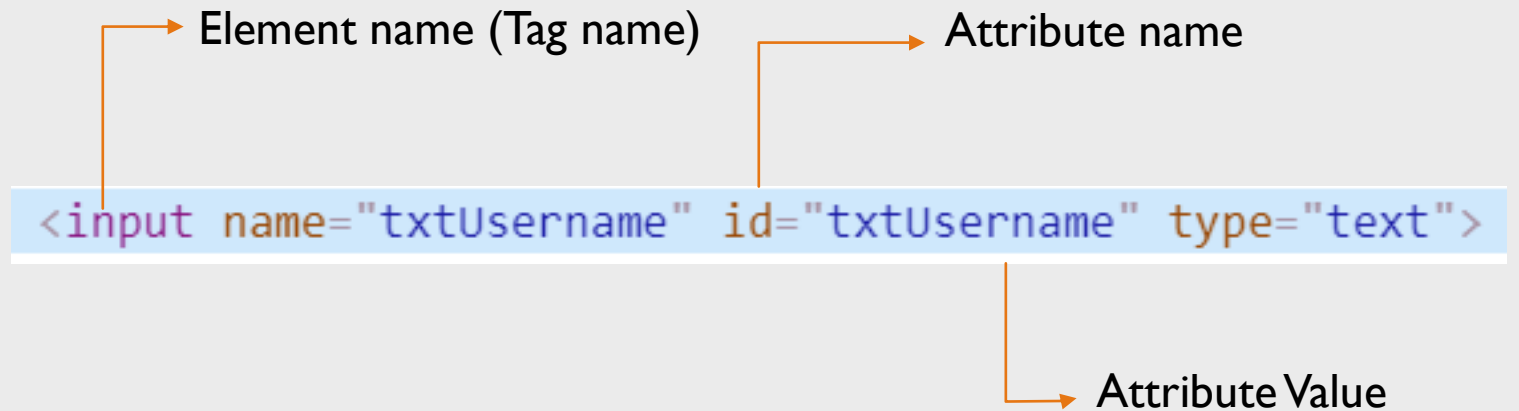 Element name (Tag name)
Attribute name
<input name="txtUsername" id="txtUsername" type="text">
Attribute Value